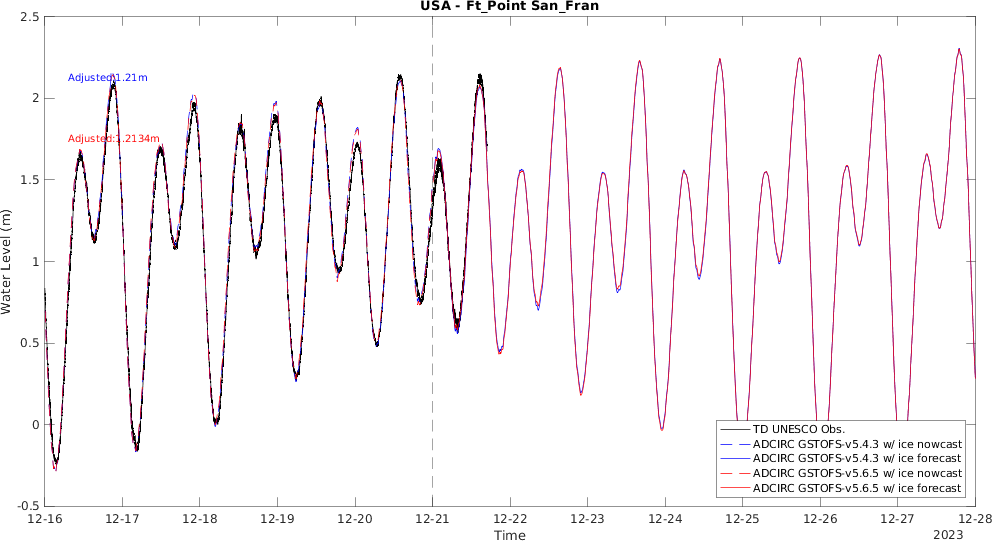 USA - Ft_Point San_Fran
2.5
2
1.5
1
0.5
0
-0.5
Water Level (m)
Adjusted:1.21m
Adjusted:1.2134m
TD UNESCO Obs.
ADCIRC GSTOFS-v5.4.3 w/ ice nowcast
ADCIRC GSTOFS-v5.4.3 w/ ice forecast
ADCIRC GSTOFS-v5.6.5 w/ ice nowcast
ADCIRC GSTOFS-v5.6.5 w/ ice forecast
12-16 12-17 12-18 12-19 12-20 12-21 12-22 12-23 12-24 12-25 12-26 12-27 12-28
Time
2023